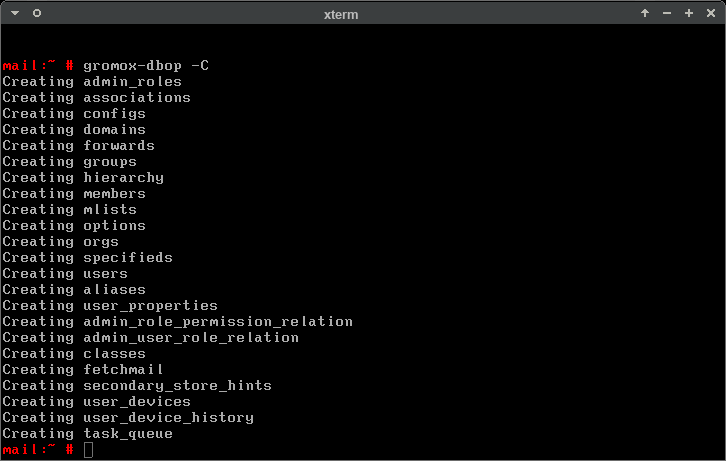 xterm
mail:~ # gromox-dbop -C
Creating admin_roles
Creating associations
Creating configs
Creating domains
Creating forwards
Creating groups
Creating hierarchy
Creating members
Creating mlists
Creating options
Creating orgs
Creating specifieds
Creating users
Creating aliases
Creating user_properties
Creating admin_role_permission_relation
Creating admin_user_role_relation
Creating classes
Creating fetchmail
Creating secondary_store_hints
Creating user_devices
Creating user_device_history
Creating task_queue
mail:~ #